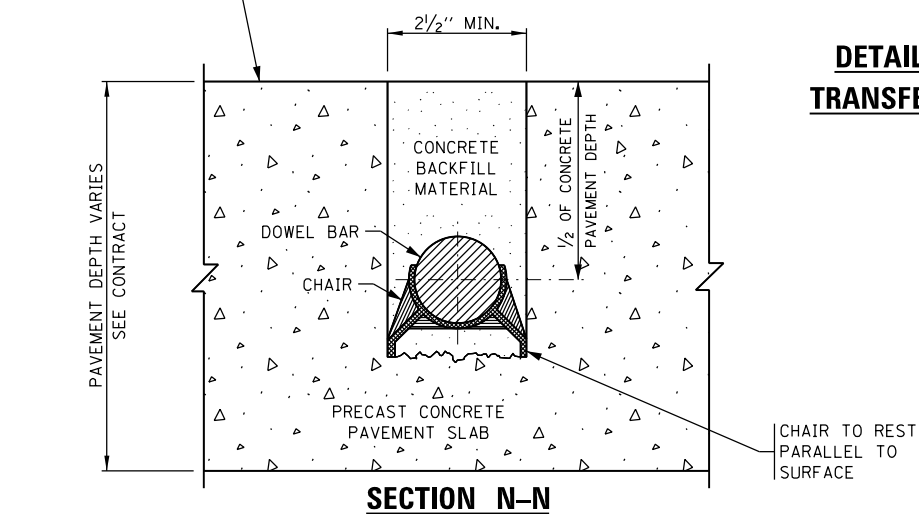 2½'' MIN.
DETAIL
TRANSFE
CONCRETE
BACKFILL
MATERIAL
½ OF CONCRETE
PAVEMENT DEPTH
DOWEL BAR
CHAIR
PAVEMENT DEPTH VARIES
SEE CONTRACT
PRECAST CONCRETE
PAVEMENT SLAB
CHAIR TO REST
PARALLEL TO
SURFACE
SECTION N–N